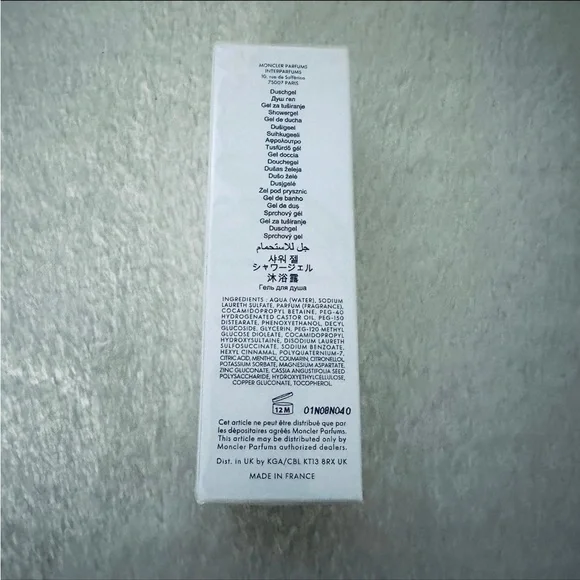 MONCLER PARFUMS
INTERPARFUMS
10, rue de Solférino
75007 PARIS
Duschgel
Душ гел
Gel za tuširanje
Showergel
Gel de ducha
Dušigeel
Suihkugeeli
Αφρόλουτρο
Tusfürdő gél
Gel doccia
Douchegel
Dušas želeja
Dušo želė
Dusjgelé
Żel pod prysznic
Gel de banho
Gel de duș
Sprchový gél
Gel za tuširanje
Duschgel
Sprchový gel
جل للاستحمام
샤워 젤
シャワージェル
沐浴露
Гель для душа
INGREDIENTS : AQUA (WATER), SODIUM
LAURETH SULFATE, PARFUM (FRAGRANCE),
COCAMIDOPROPYL BETAINE, PEG-40
HYDROGENATED CASTOR OIL, PEG-150
DISTEARATE, PHENOXYETHANOL, DECYL
GLUCOSIDE, GLYCERIN, PEG-120 METHYL
GLUCOSE DIOLEATE, COCAMIDOPROPYL
HYDROXYSULTAINE, DISODIUM LAURETH
SULFOSUCCINATE, SODIUM BENZOATE,
HEXYL CINNAMAL, POLYQUATERNIUM-7,
CITRIC ACID, MENTHOL, COUMARIN, CITRONELLOL,
POTASSIUM SORBATE, MAGNESIUM ASPARTATE,
ZINC GLUCONATE, CASSIA ANGUSTIFOLIA SEED
POLYSACCHARIDE, HYDROXYETHYLCELLULOSE,
COPPER GLUCONATE, TOCOPHEROL.
12M 01N0BN040
Cet article ne peut être distribué que par
les dépositaires agréés Moncler Parfums.
This article may be distributed only by
Moncler Parfums authorized dealers.
Dist. in UK by KGA/CBL KT13 8RX UK
MADE IN FRANCE